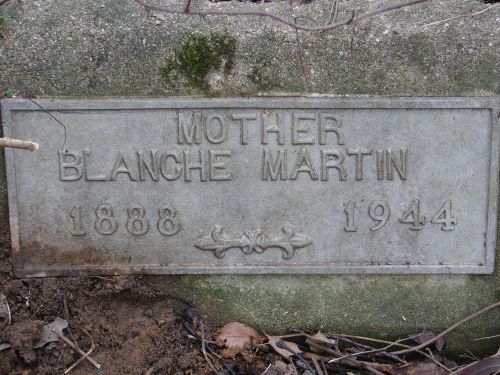 MOTHER
BLANCHE MARTIN
1888 1944